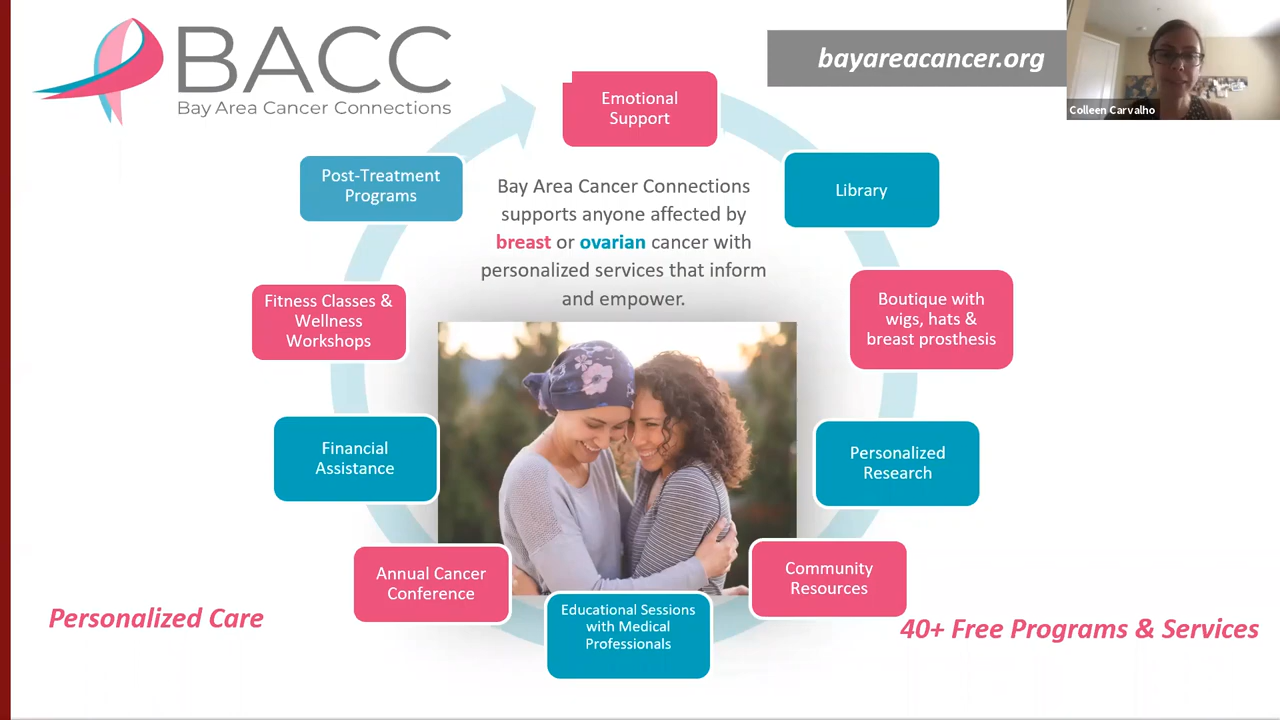 BACC
Bay Area Cancer Connections
bayareacancer.org
Colleen Carvalho
Emotional
Support
Library
Boutique with
wigs, hats &
breast prosthesis
Personalized
Research
Community
Resources
Educational Sessions
with Medical
Professionals
Annual Cancer
Conference
Financial
Assistance
Fitness Classes &
Wellness
Workshops
Post-Treatment
Programs
Bay Area Cancer Connections
supports anyone affected by
breast or ovarian cancer with
personalized services that inform
and empower.
Personalized Care
40+ Free Programs & Services